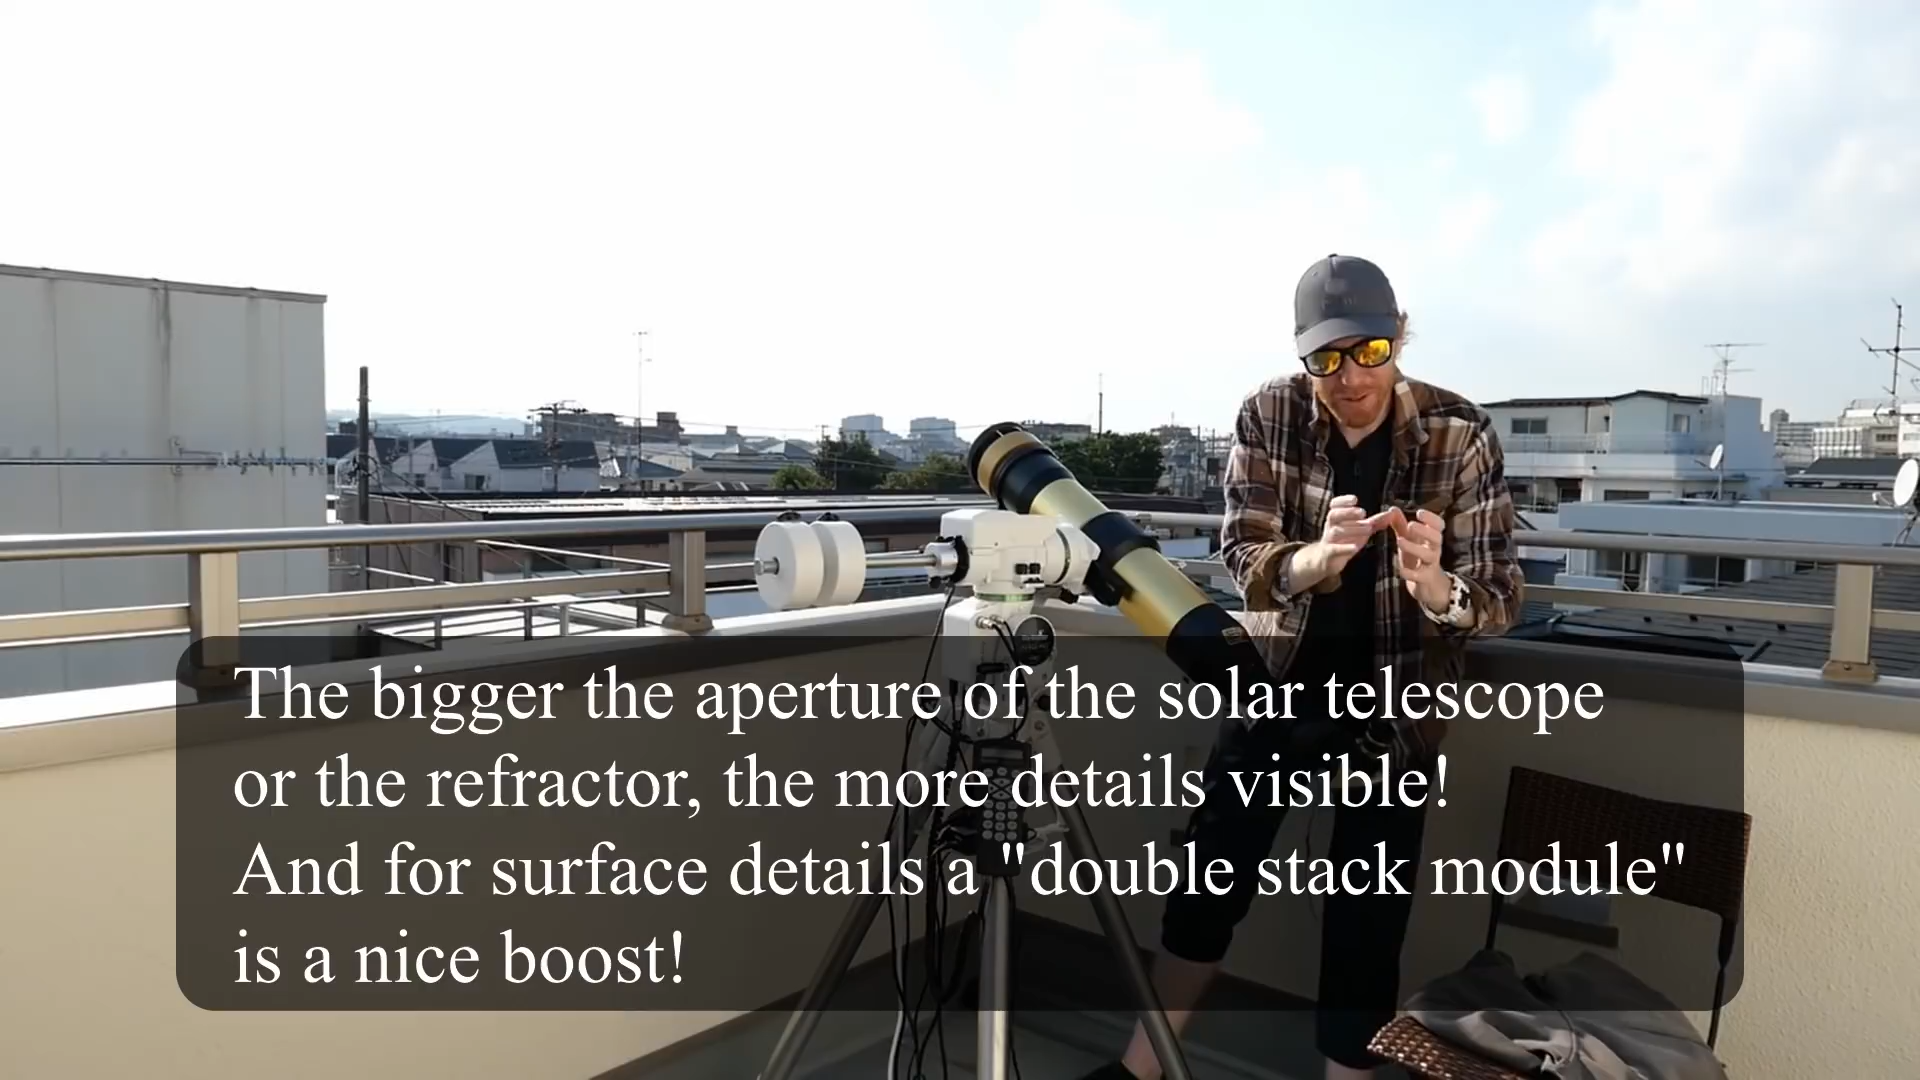 The bigger the aperture of the solar telescope
or the refractor, the more details visible!
And for surface details a "double stack module"
is a nice boost!